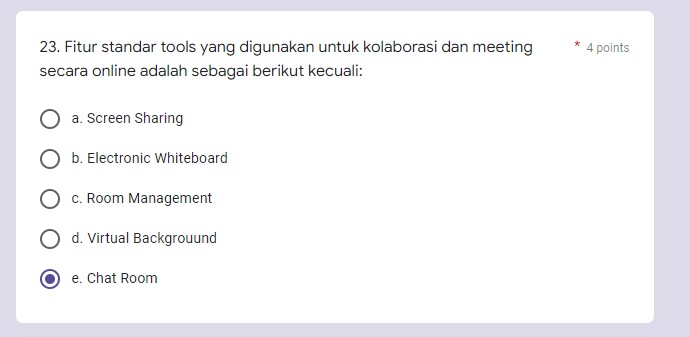 23. Fitur standar tools yang digunakan untuk kolaborasi dan meeting * 4 points
secara online adalah sebagai berikut kecuali:
a. Screen Sharing
b. Electronic Whiteboard
c. Room Management
d. Virtual Backgrouund
e. Chat Room